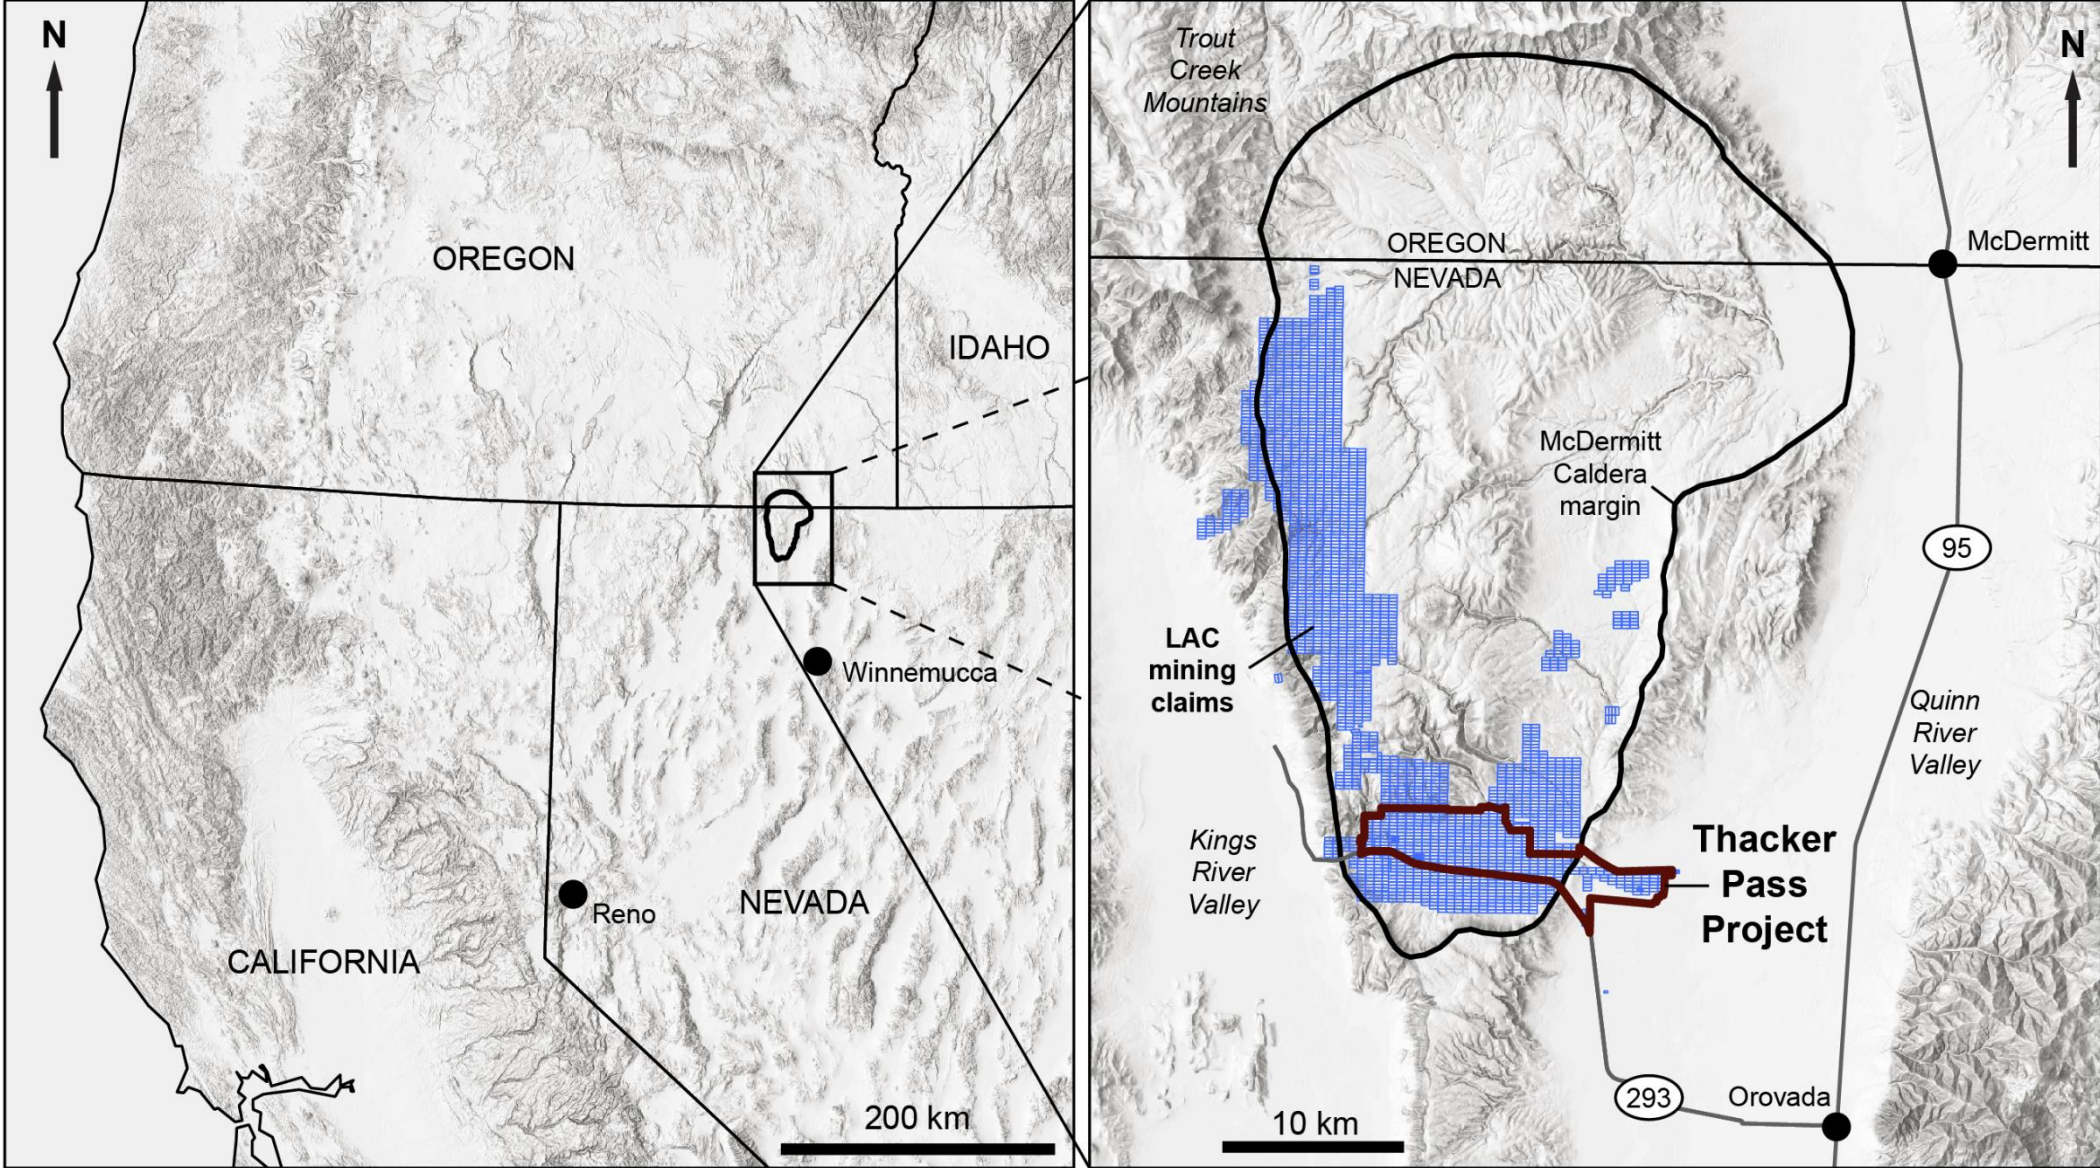 N
OREGON
IDAHO
Winnemucca
Reno
NEVADA
CALIFORNIA
200 km
Trout
Creek
Mountains
N
OREGON
NEVADA
McDermitt
McDermitt
Caldera
margin
95
LAC
mining
claims
Quinn
River
Valley
Kings
River
Valley
Thacker
Pass
Project
293
Orovada
10 km